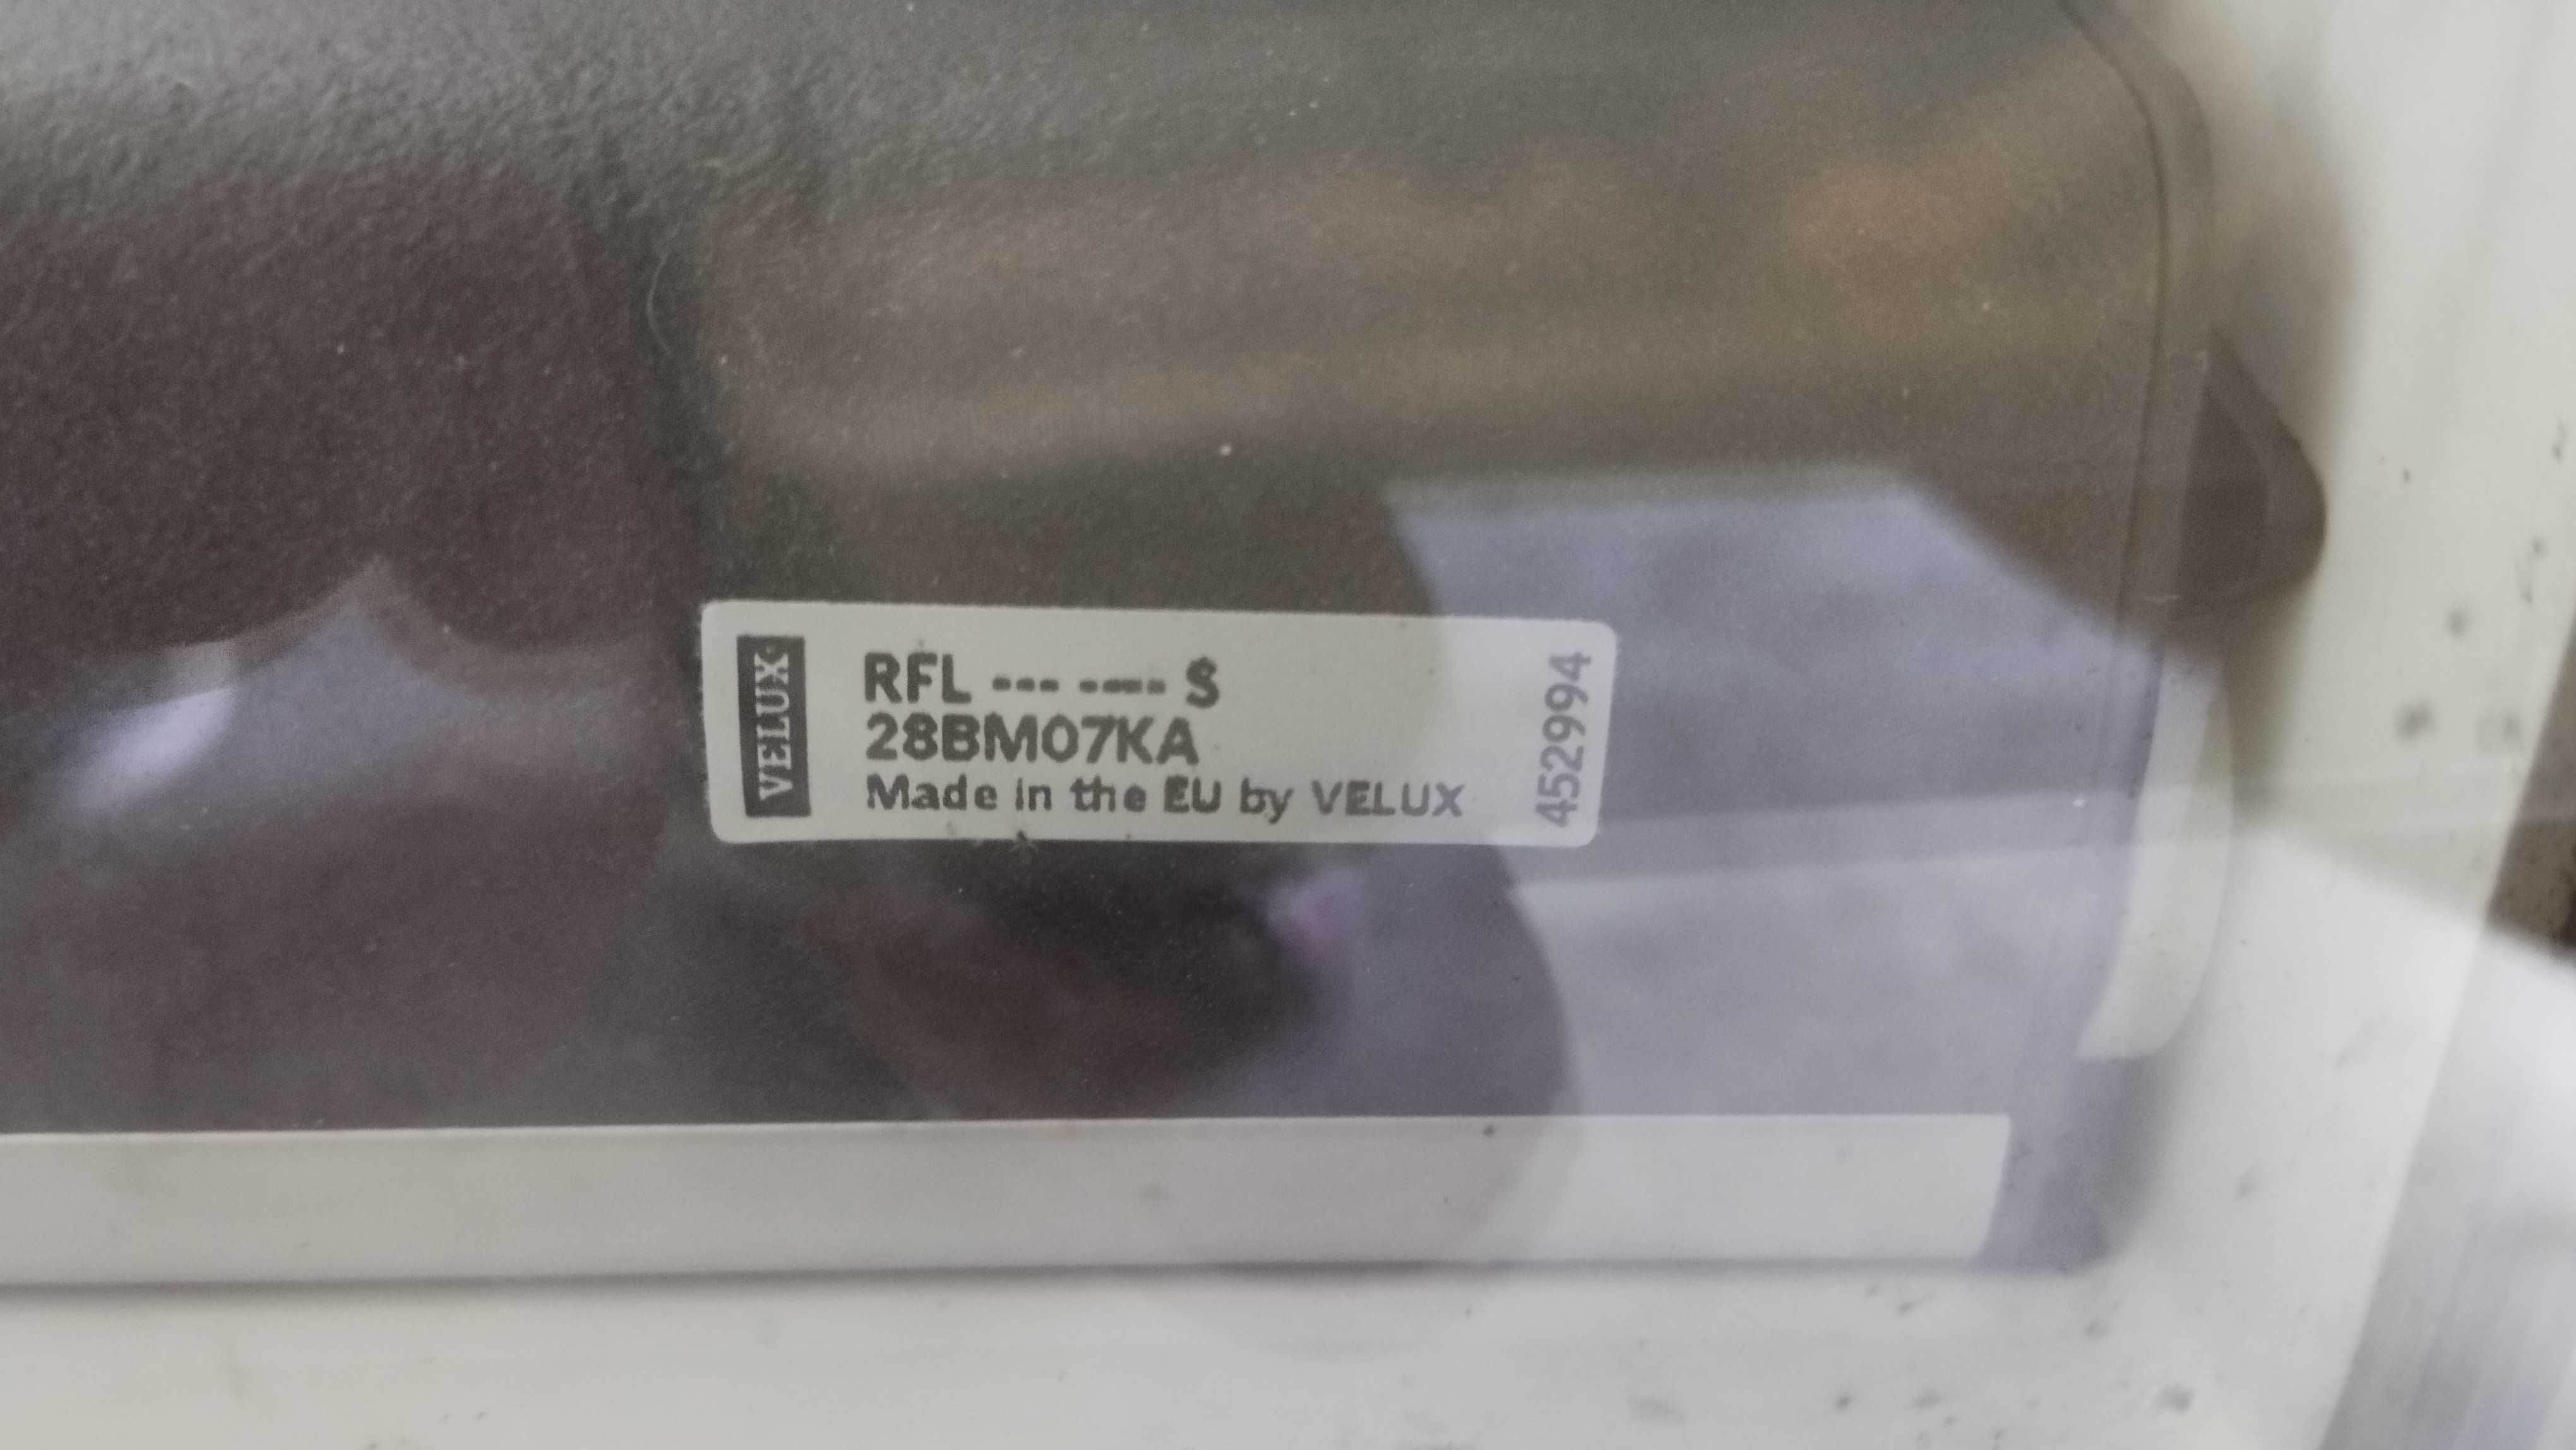 VELUX
RFL --- ---- S
28BM07KA
Made in the EU by VELUX
452994